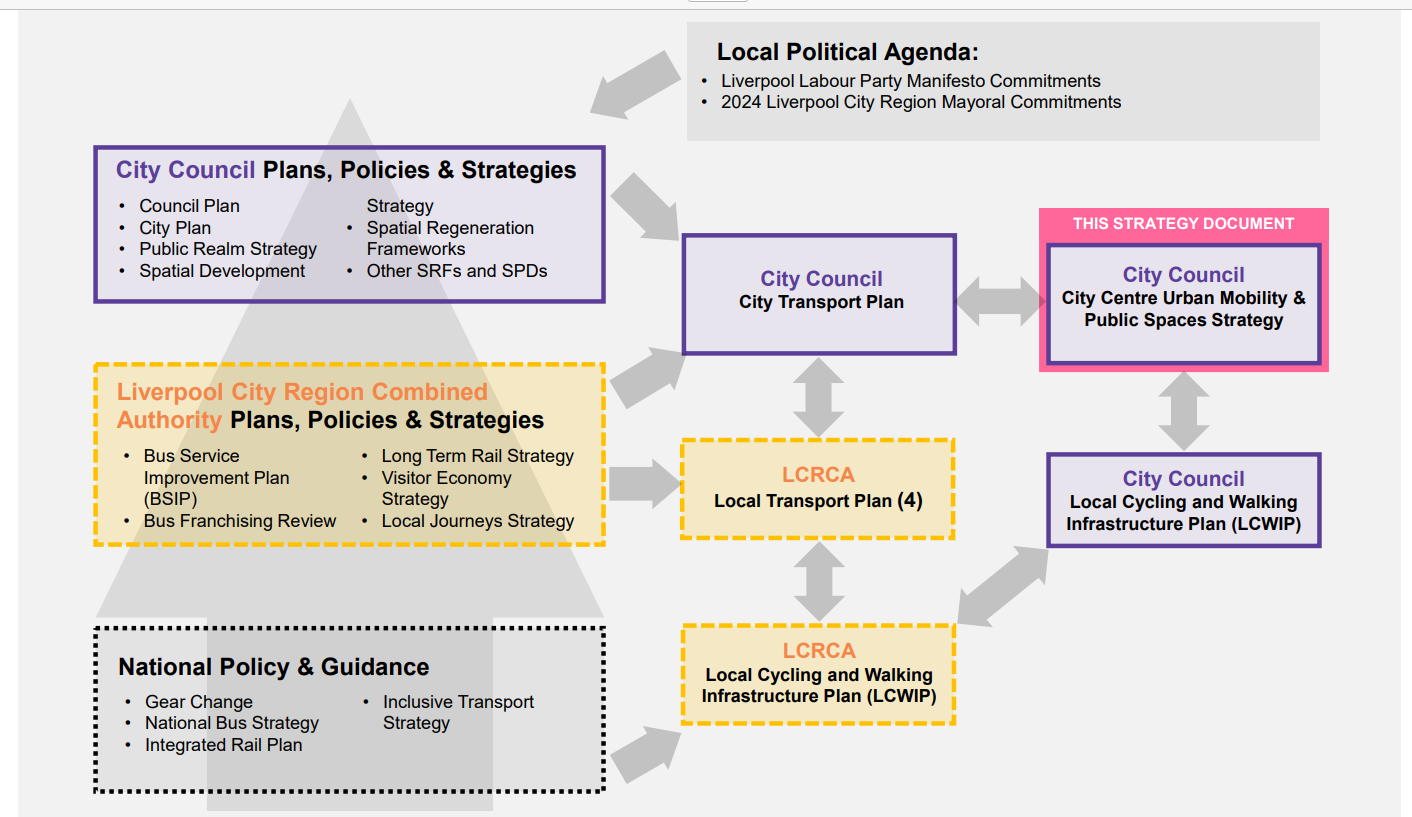 Local Political Agenda:
• Liverpool Labour Party Manifesto Commitments
• 2024 Liverpool City Region Mayoral Commitments
City Council Plans, Policies & Strategies
• Council Plan
• City Plan
• Public Realm Strategy
• Spatial Development
Strategy
• Spatial Regeneration
Frameworks
• Other SRFs and SPDs
THIS STRATEGY DOCUMENT
City Council
City Centre Urban Mobility &
Public Spaces Strategy
City Council
City Transport Plan
Liverpool City Region Combined
Authority Plans, Policies & Strategies
• Bus Service
Improvement Plan
(BSIP)
• Bus Franchising Review
• Long Term Rail Strategy
• Visitor Economy
Strategy
• Local Journeys Strategy
LCRCA
Local Transport Plan (4)
City Council
Local Cycling and Walking
Infrastructure Plan (LCWIP)
National Policy & Guidance
• Gear Change
• National Bus Strategy
• Integrated Rail Plan
• Inclusive Transport
Strategy
LCRCA
Local Cycling and Walking
Infrastructure Plan (LCWIP)